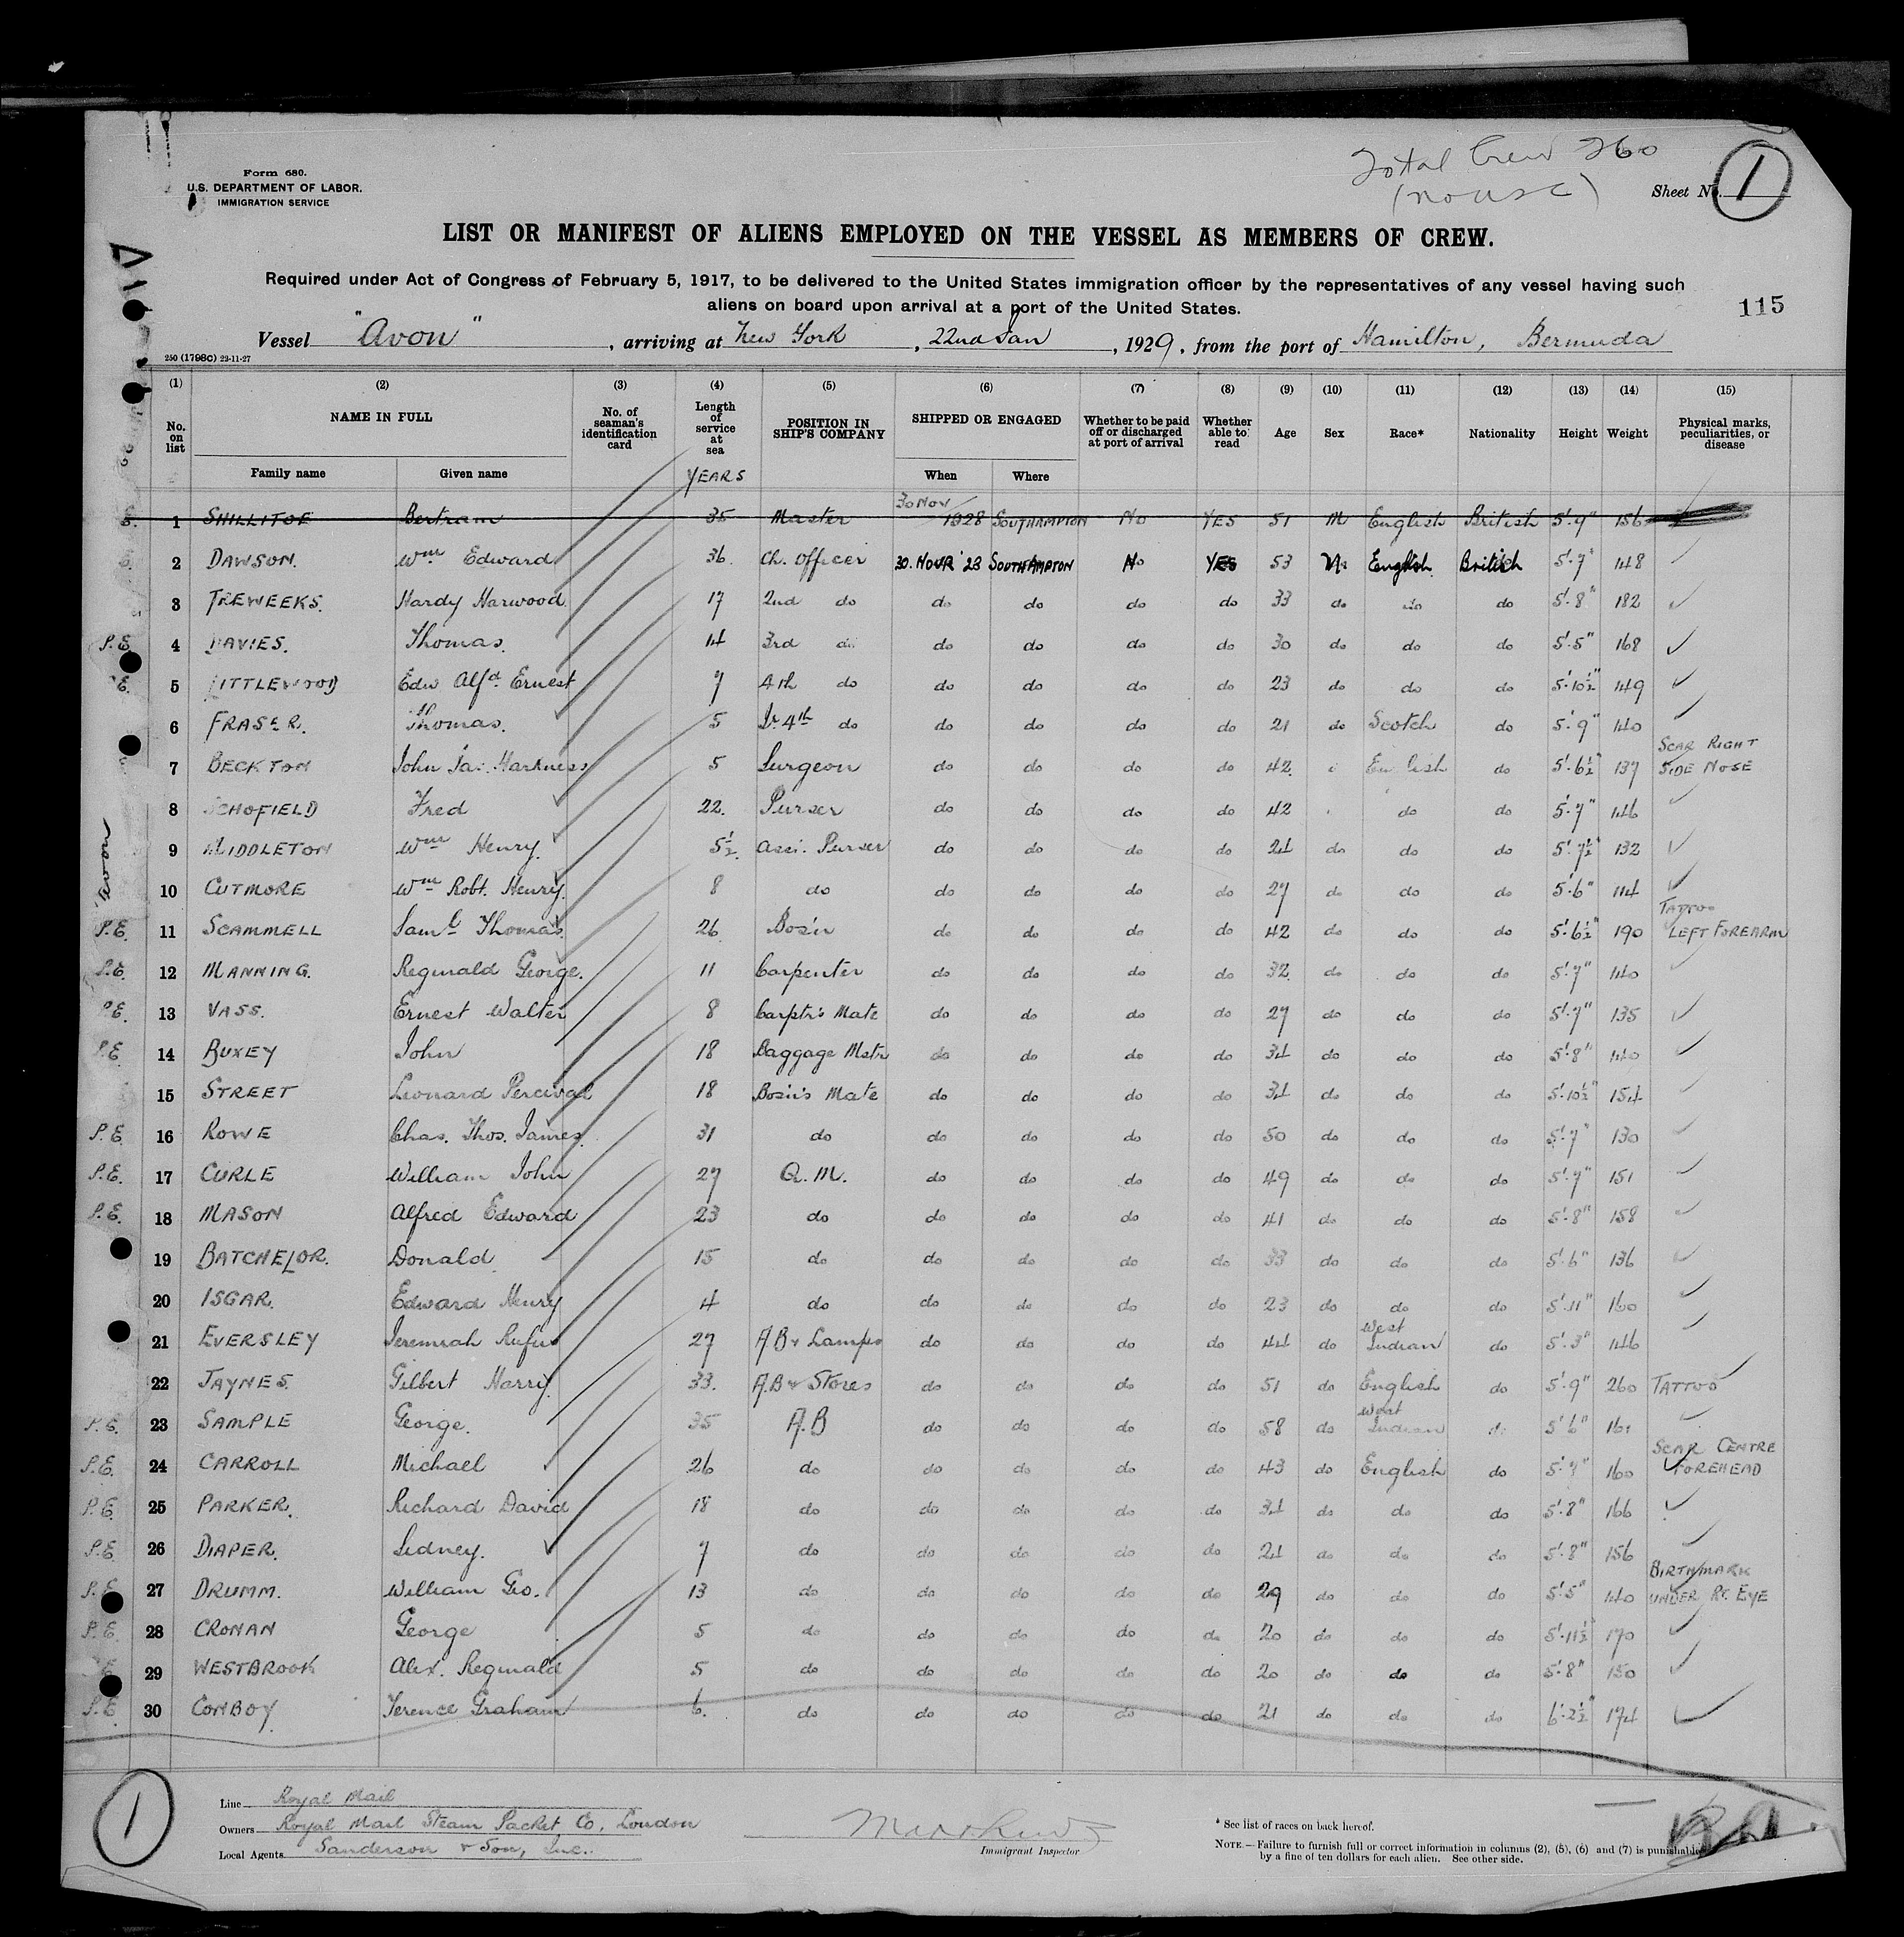 Total Crew 260
Form 680.
U.S. DEPARTMENT OF LABOR.
IMMIGRATION SERVICE
Sheet No. 1
LIST OR MANIFEST OF ALIENS EMPLOYED ON THE VESSEL AS MEMBERS OF CREW.
Required under Act of Congress of February 5, 1917, to be delivered to the United States immigration officer by the representatives of any vessel having such
aliens on board upon arrival at a port of the United States.
115
Vessel "Avon", arriving at New York, 22nd Jan, 1929, from the port of Hamilton, Bermuda
250 (1798c) 29-11-27
(1) (2) (3) (4) (5) (6) (7) (8) (9) (10) (11) (12) (13) (14) (15)
No. on list NAME IN FULL No. of seaman's identification card Length of service at sea POSITION IN SHIP'S COMPANY SHIPPED OR ENGAGED Whether to be paid off or discharged at port of arrival Whether able to read Age Sex Race* Nationality Height Weight Physical marks, peculiarities, or disease
Family name Given name YEARS When Where
1 SHILLITOE Bertram 35 Master 30 Nov 1928 SOUTHAMPTON No YES 51 M English British 5'.9" 156
2 DAWSON. Wm Edward 36 Ch. Officer 30. NOVR '28 SOUTHAMPTON No YES 53 M. English British 5'.7" 148
3 TREWEEKS. Hardy Harwood 17 2nd do do do do do 33 do do do 5'.8" 182
P.E. 4 DAVIES. Thomas. 14 3rd do do do do do 30 do do do 5'.5" 168
P.E. 5 LITTLEWOOD Edw Alfd. Ernest 7 4th do do do do do 23 do do do 5'.10½" 149
6 FRASER. Thomas. 5 Jr 4th do do do do do 21 do Scotch do 5'.9" 140
7 BECKTON John Jas. Harkness 5 Surgeon do do do do 42 English do 5'.6½" 137 SCAR RIGHT SIDE NOSE
8 SCHOFIELD Fred 22. Purser do do do do 42 do do 5'.7" 146
9 MIDDLETON Wm Henry. 5½. Assi. Purser do do do do 24 do do do 5'.7½" 132
Avon
10 CUTMORE Wm Robt. Henry. 8 do do do do do 27 do do do 5'.6" 114
P.E. 11 SCAMMELL Saml Thomas. 26. Bos'n do do do do 42 do do do 5'.6½" 190 TATTOO LEFT FOREARM
P.E. 12 MANNING. Reginald George. 11 Carpenter do do do do 32 do do do 5'.7" 140
P.E. 13 VASS. Ernest Walter 8 Carptr's Mate do do do do 27 do do do 5'.7" 135
P.E. 14 BUXEY John 18 Baggage Mstr do do do do 34 do do do 5'.8" 140
15 STREET Leonard Percival 18 Bos'n's Mate do do do do 34 do do do 5'.10½" 154
P.E. 16 ROWE Chas. Thos. James. 31 do do do do do 50 do do do 5'.7" 130
P.E. 17 CURLE William John 27 Q.M. do do do do 49 do do do 5'.7" 151
P.E. 18 MASON Alfred Edward 23 do do do do do 41 do do do 5'.8" 158
19 BATCHELOR. Donald. 15 do do do do do 33 do do do 5'.6" 136
20 ISGAR. Edward Henry 4 do do do do do 23 do do do 5'.11" 160
21 EVERSLEY Jeremiah Rufus 27 A.B & Lamps do do do do 44 do West Indian do 5'.3" 146
22 JAYNES. Gilbert Harry. 33. A.B & Stores do do do do 51 do English do 5'.9" 260 TATTOO
P.E. 23 SAMPLE George. 35 A.B do do do do 58 do West Indian do 5'6"
P.E. 24 CARROLL Michael 26 do do do do do 43 do English do 5'.7" 160 SCAR CENTRE FOREHEAD
P.E. 25 PARKER. Richard David 18 do do do do do 34 do do do 5'.8" 166
P.E. 26 DIAPER. Sidney. 7 do do do do do 24 do do do 5'.8" 156
P.E. 27 DRUMM. William Geo. 13 do do do do do 29 do do do 5'.5" 140 BIRTHMARK UNDER RT. EYE
P.E. 28 CRONAN George 5 do do do do do 20 do do do 5'.11½" 170
P.E. 29 WESTBROOK Alex. Reginald 5 do do do do do 20 do do do 5'.8" 150
P.E. 30 CONBOY Terence Graham 6. do do do do do 21 do do do 6'.2½" 174
1
Line Royal Mail
Owners Royal Mail Steam Packet Co, London
Local Agents. Sanderson & Son, Inc.
Immigrant Inspector
* See list of races on back hereof.
NOTE.—Failure to furnish full or correct information in columns (2), (5), (6) and (7) is punishable
by a fine of ten dollars for each alien. See other side.